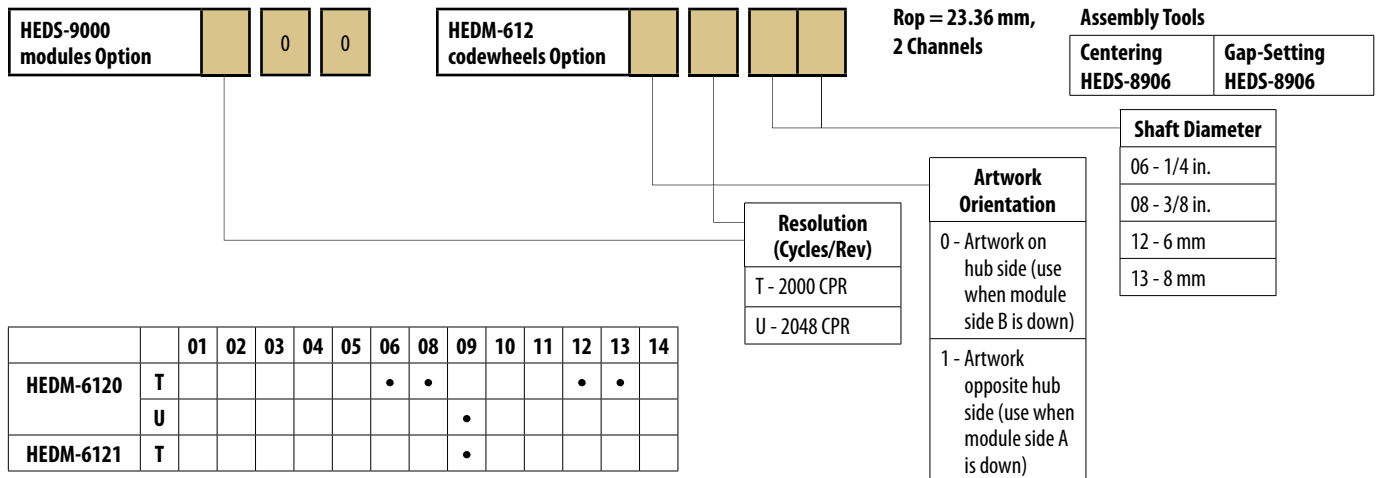 HEDS-9000
modules Option
0 0
HEDM-612
codewheels Option
Rop = 23.36 mm,
2 Channels
Assembly Tools
Centering
HEDS-8906
Gap-Setting
HEDS-8906
Shaft Diameter
06 - 1/4 in.
08 - 3/8 in.
12 - 6 mm
13 - 8 mm
Artwork
Orientation
0 - Artwork on
hub side (use
when module
side B is down)
1 - Artwork
opposite hub
side (use when
module side A
is down)
Resolution
(Cycles/Rev)
T - 2000 CPR
U - 2048 CPR
01 02 03 04 05 06 08 09 10 11 12 13 14
HEDM-6120 T • • • •
U •
HEDM-6121 T •